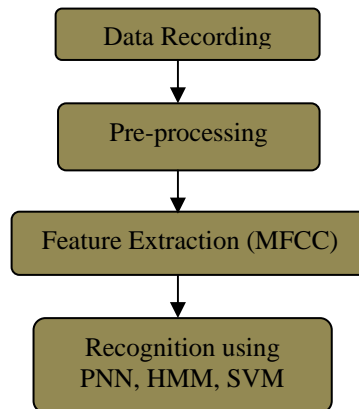 Data Recording
Pre-processing
Feature Extraction (MFCC)
Recognition using
PNN, HMM, SVM